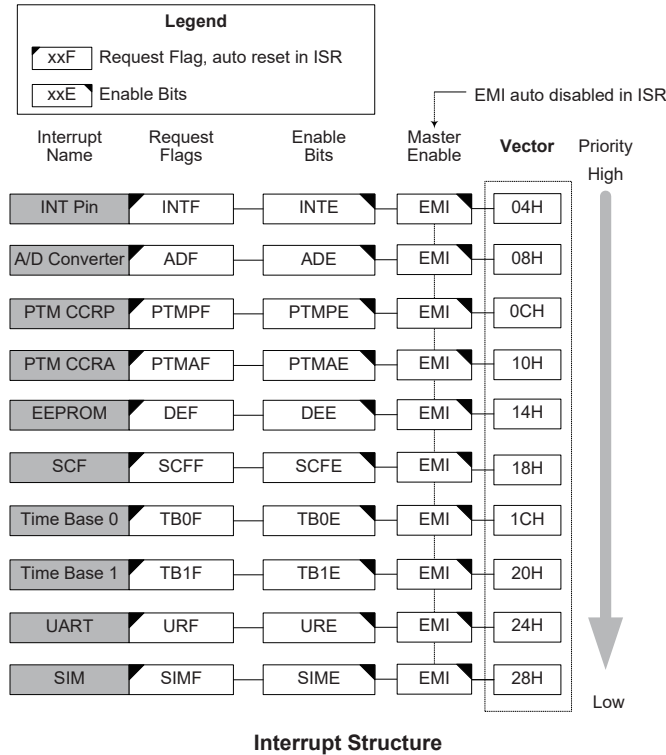 Legend
xxF Request Flag, auto reset in ISR
xxE Enable Bits
EMI auto disabled in ISR
Interrupt Name Request Flags Enable Bits Master Enable Vector Priority
High
INT Pin INTF INTE EMI 04H
A/D Converter ADF ADE EMI 08H
PTM CCRP PTMPF PTMPE EMI 0CH
PTM CCRA PTMAF PTMAE EMI 10H
EEPROM DEF DEE EMI 14H
SCF SCFF SCFE EMI 18H
Time Base 0 TB0F TB0E EMI 1CH
Time Base 1 TB1F TB1E EMI 20H
UART URF URE EMI 24H
SIM SIMF SIME EMI 28H
Low
Interrupt Structure